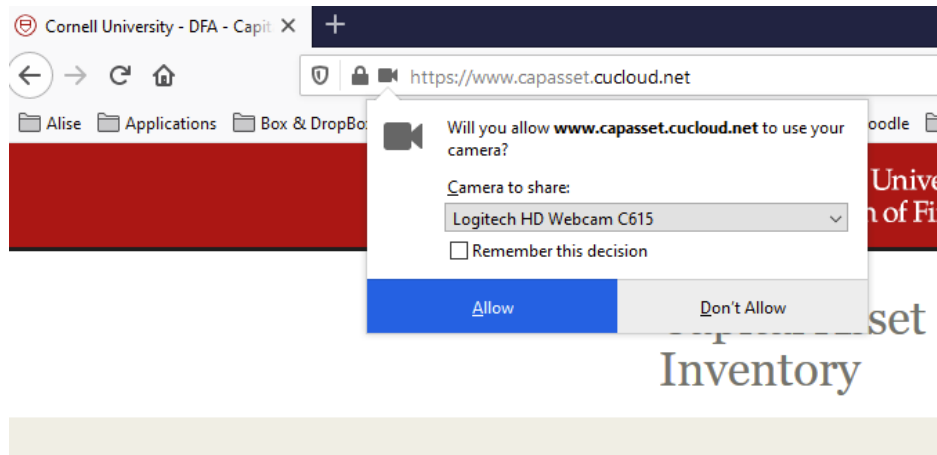 Cornell University - DFA - Capit
https://www.capasset.cucloud.net
Alise Applications Box & DropBo oodle
Will you allow www.capasset.cucloud.net to use your
camera?
Camera to share:
Logitech HD Webcam C615
Remember this decision
Allow Don't Allow
Unive
n of Fi
set
Inventory